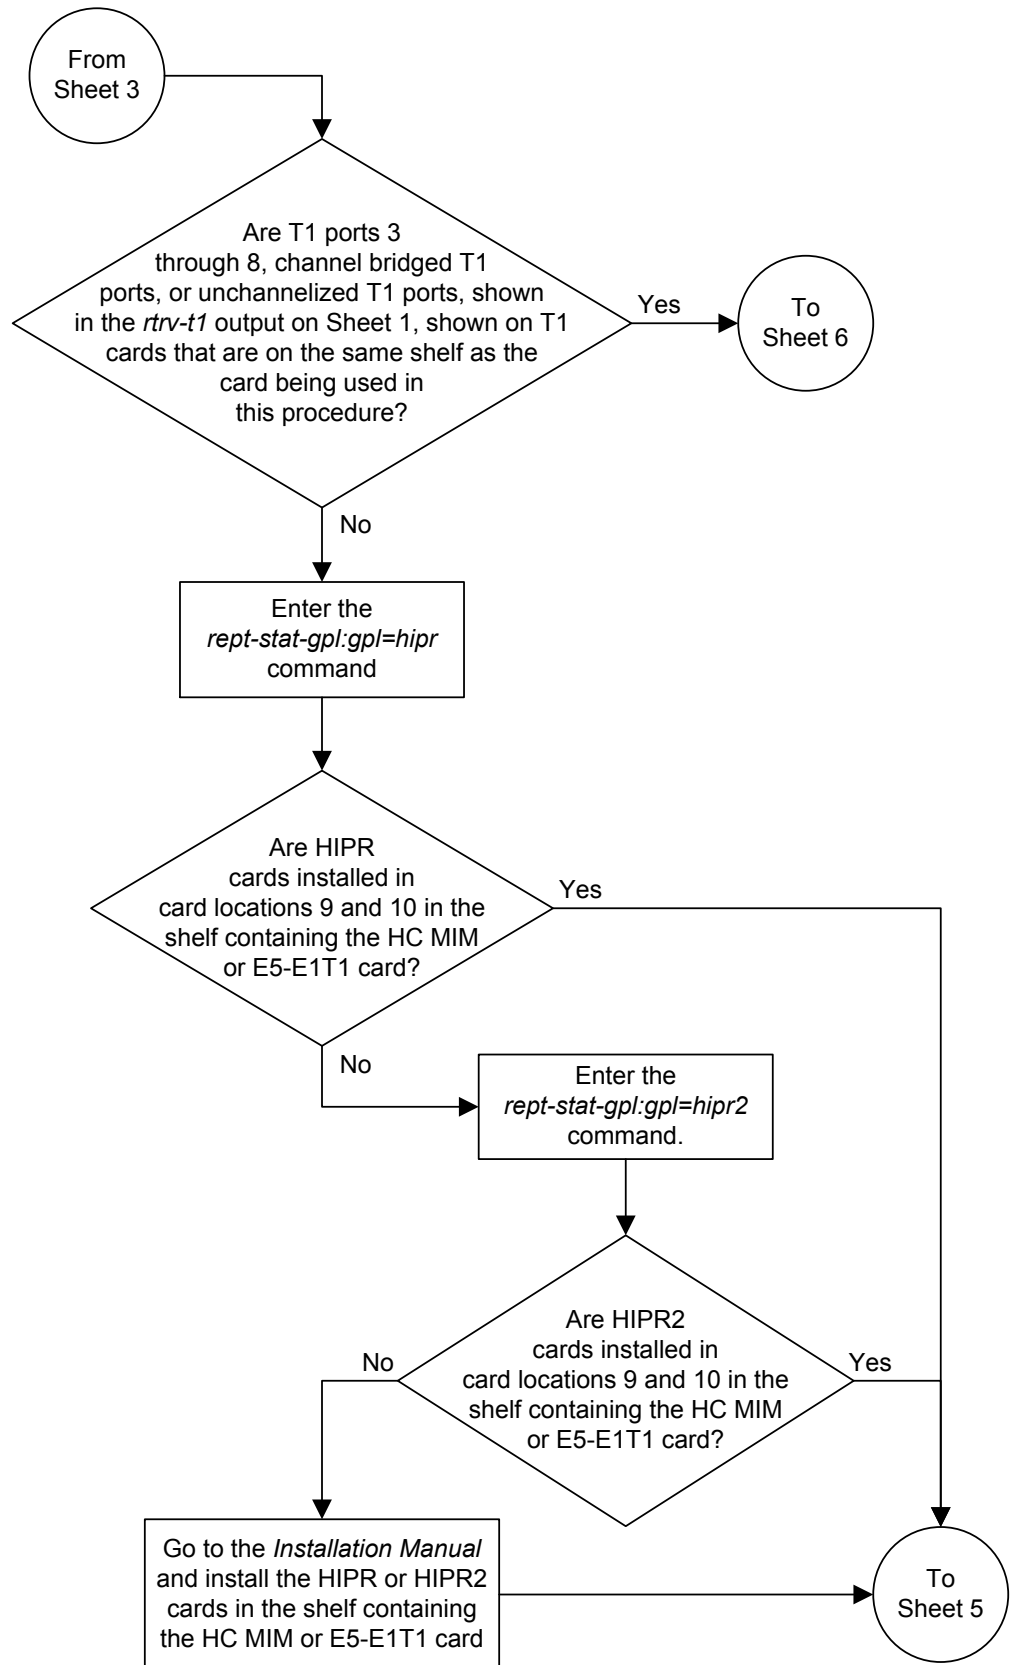 From
Sheet 3
Are T1 ports 3
through 8, channel bridged T1
ports, or unchannelized T1 ports, shown
in the rtrv-t1 output on Sheet 1, shown on T1
cards that are on the same shelf as the
card being used in
this procedure?
Yes
To
Sheet 6
No
Enter the
rept-stat-gpl:gpl=hipr
command
Are HIPR
cards installed in
card locations 9 and 10 in the
shelf containing the HC MIM
or E5-E1T1 card?
Yes
No
Enter the
rept-stat-gpl:gpl=hipr2
command.
Are HIPR2
cards installed in
card locations 9 and 10 in the
shelf containing the HC MIM
or E5-E1T1 card?
No
Yes
Go to the Installation Manual
and install the HIPR or HIPR2
cards in the shelf containing
the HC MIM or E5-E1T1 card
To
Sheet 5